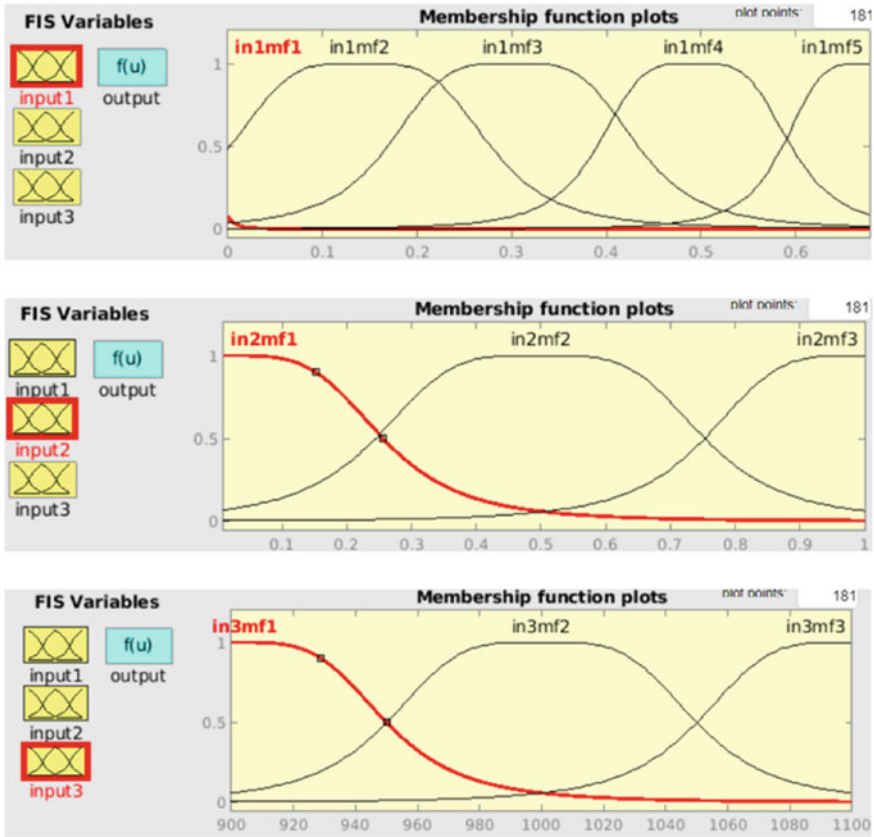 FIS Variables
Membership function plots
plot points:
181
in1mf1
in1mf2
in1mf3
in1mf4
in1mf5
f(u)
input1
output
input2
input3
1
0.5
0
0
0.1
0.2
0.3
0.4
0.5
0.6
FIS Variables
Membership function plots
plot points:
181
in2mf1
in2mf2
in2mf3
f(u)
input1
output
input2
input3
1
0.5
0
0.1
0.2
0.3
0.4
0.5
0.6
0.7
0.8
0.9
1
FIS Variables
Membership function plots
plot points:
181
in3mf1
in3mf2
in3mf3
f(u)
input1
output
input2
input3
1
0.5
0
900
920
940
960
980
1000
1020
1040
1060
1080
1100